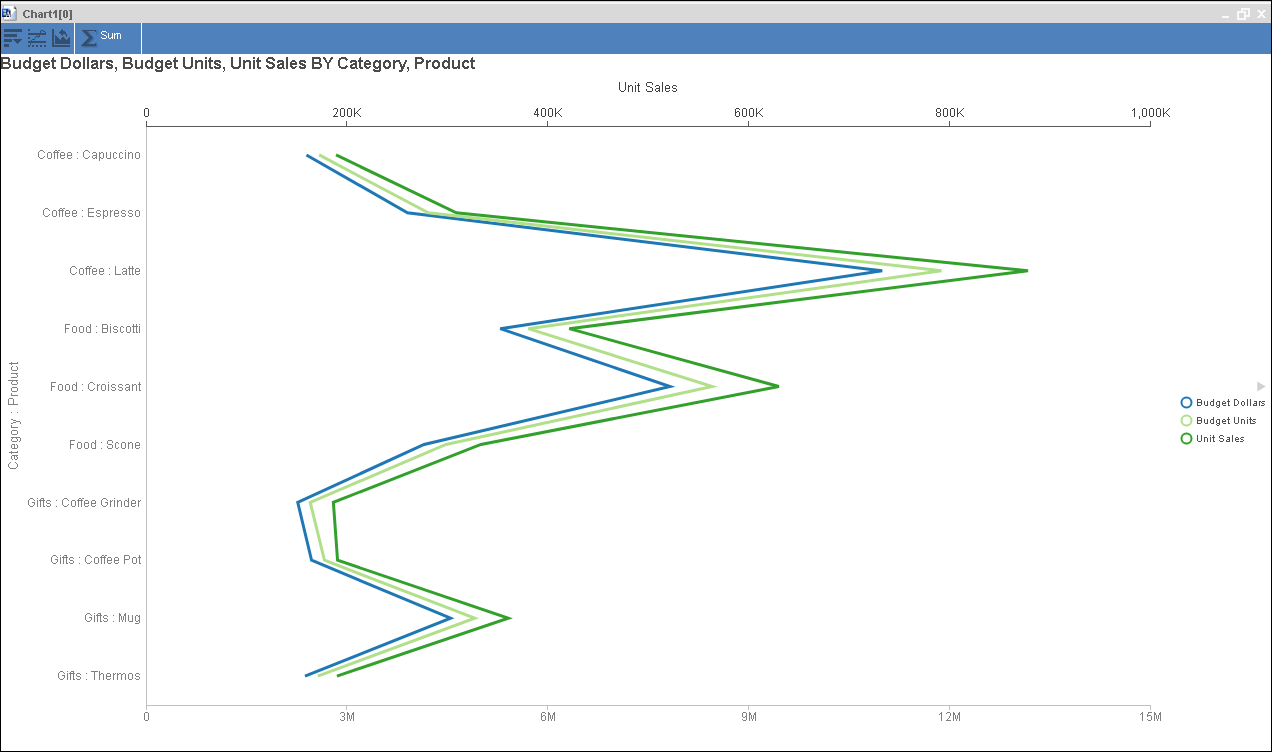 Chart1[0]
Sum
Budget Dollars, Budget Units, Unit Sales BY Category, Product
Unit Sales
0 200K 400K 600K 800K 1,000K
Coffee : Capuccino
Coffee : Espresso
Coffee : Latte
Food : Biscotti
Food : Croissant
Food : Scone
Gifts : Coffee Grinder
Gifts : Coffee Pot
Gifts : Mug
Gifts : Thermos
Category : Product
0 3M 6M 9M 12M 15M
Budget Dollars
Budget Units
Unit Sales